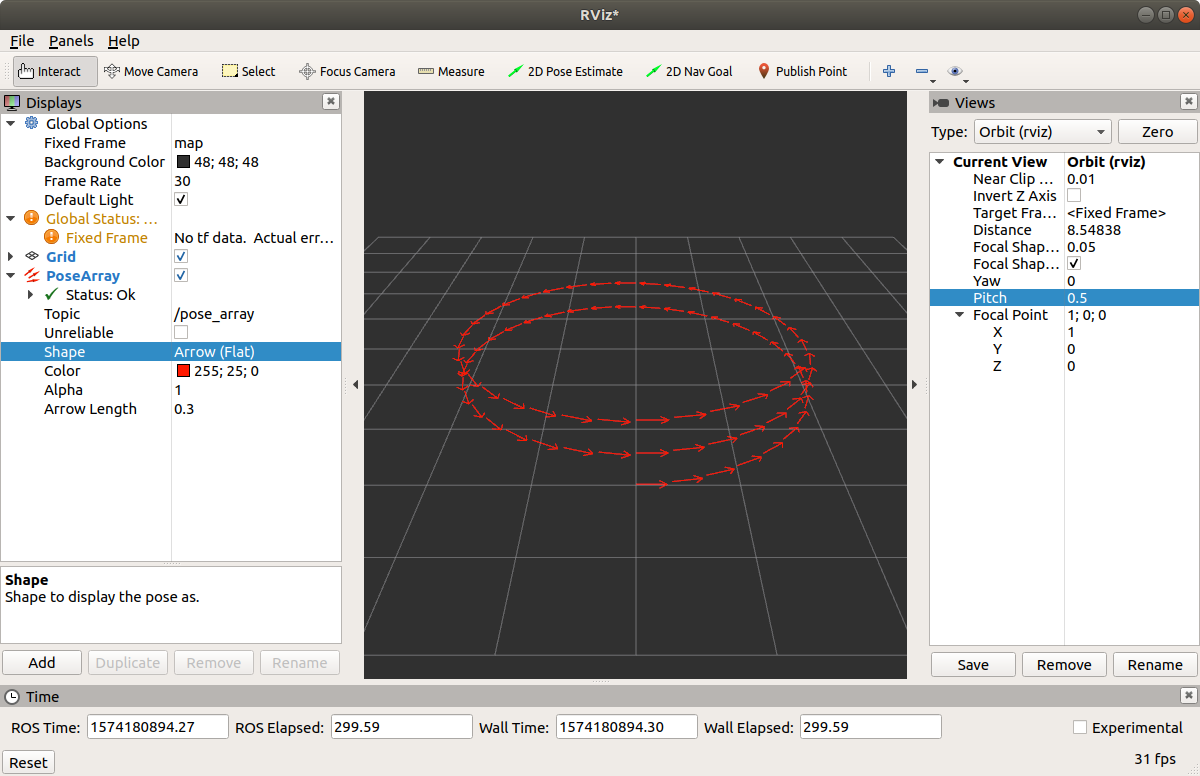 RViz*
File Panels Help
Interact Move Camera Select Focus Camera Measure 2D Pose Estimate 2D Nav Goal Publish Point
Displays
Global Options
Fixed Frame map
Background Color 48; 48; 48
Frame Rate 30
Default Light
Global Status: ...
Fixed Frame No tf data.  Actual err...
Grid
PoseArray
Status: Ok
Topic /pose_array
Unreliable
Shape Arrow (Flat)
Color 255; 25; 0
Alpha 1
Arrow Length 0.3
Shape
Shape to display the pose as.
Add Duplicate Remove Rename
Views
Type: Orbit (rviz) Zero
Current View Orbit (rviz)
Near Clip ... 0.01
Invert Z Axis
Target Fra... <Fixed Frame>
Distance 8.54838
Focal Shap... 0.05
Focal Shap...
Yaw 0
Pitch 0.5
Focal Point 1; 0; 0
X 1
Y 0
Z 0
Save Remove Rename
Time
ROS Time: 1574180894.27 ROS Elapsed: 299.59 Wall Time: 1574180894.30 Wall Elapsed: 299.59 Experimental
Reset 31 fps